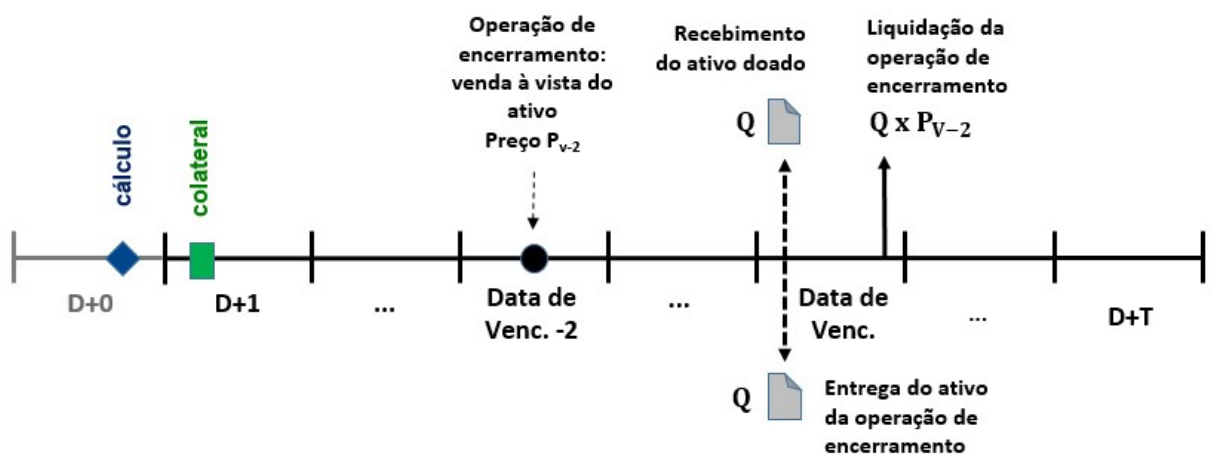 Operação de
encerramento:
venda à vista do
ativo
Preço Pv-2
Recebimento
do ativo doado
Q
Liquidação da
operação de
encerramento
Q x PV−2
cálculo
colateral
D+0
D+1
...
Data de
Venc. -2
...
Data de
Venc.
...
D+T
Q
Entrega do ativo
da operação de
encerramento